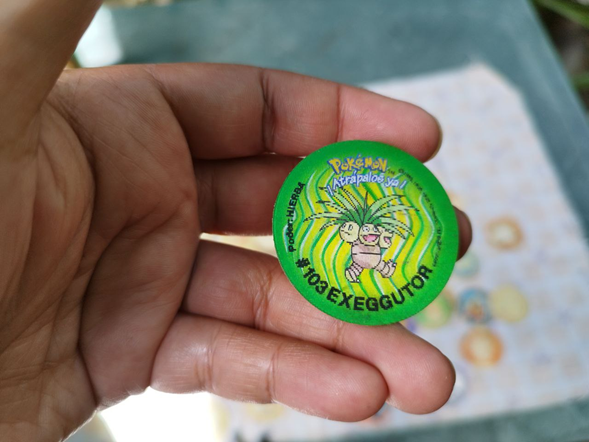 POKÉMON
¡Atrápalos ya!
Poder: HIERBA
#103 EXEGGUTOR